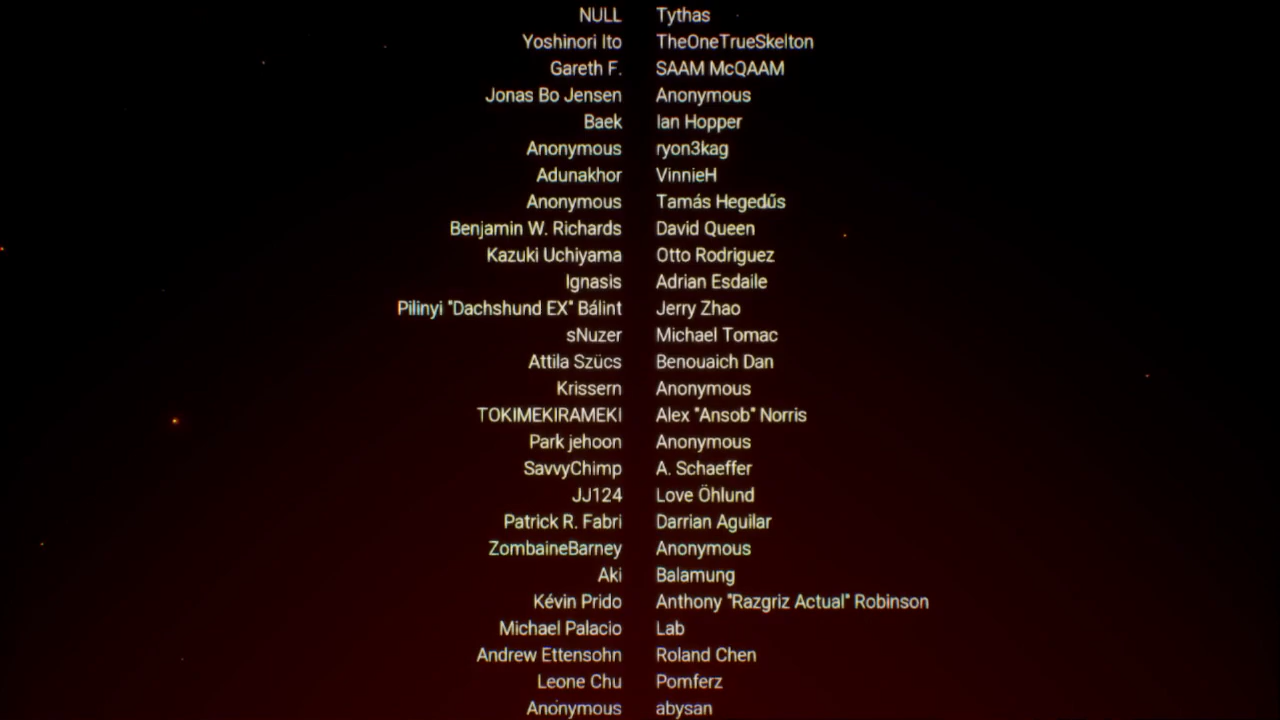 NULL Tythas
Yoshinori Ito TheOneTrueSkelton
Gareth F. SAAM McQAAM
Jonas Bo Jensen Anonymous
Baek Ian Hopper
Anonymous ryon3kag
Adunakhor VinnieH
Anonymous Tamás Hegedűs
Benjamin W. Richards David Queen
Kazuki Uchiyama Otto Rodriguez
Ignasis Adrian Esdaile
Pilinyi "Dachshund EX" Bálint Jerry Zhao
sNuzer Michael Tomac
Attila Szücs Benouaich Dan
Krissern Anonymous
TOKIMEKIRAMEKI Alex "Ansob" Norris
Park jehoon Anonymous
SavvyChimp A. Schaeffer
JJ124 Love Öhlund
Patrick R. Fabri Darrian Aguilar
ZombaineBarney Anonymous
Aki Balamung
Kévin Prido Anthony "Razgriz Actual" Robinson
Michael Palacio Lab
Andrew Ettensohn Roland Chen
Leone Chu Pomferz
Anonymous abysan